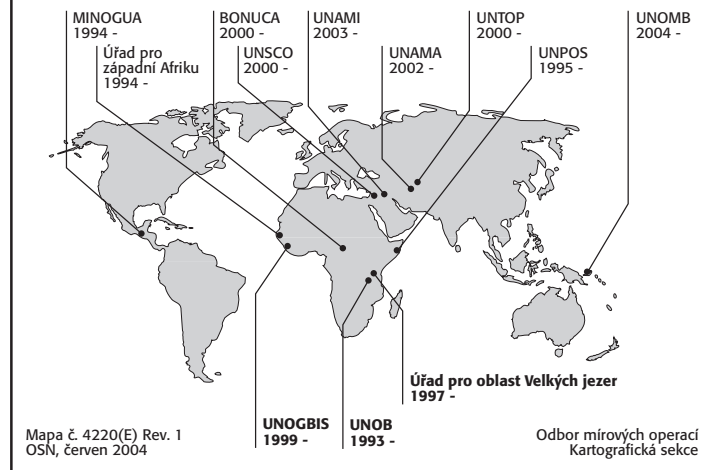 MINOGUA
1994 -
Úřad pro
západní Afriku
1994 -
BONUCA
2000 -
UNSCO
2000 -
UNAMI
2003 -
UNAMA
2002 -
UNTOP
2000 -
UNPOS
1995 -
UNOMB
2004 -
Úřad pro oblast Velkých jezer
1997 -
UNOGBIS
1999 -
UNOB
1993 -
Mapa č. 4220(E) Rev. 1
OSN, červen 2004
Odbor mírových operací
Kartografická sekce